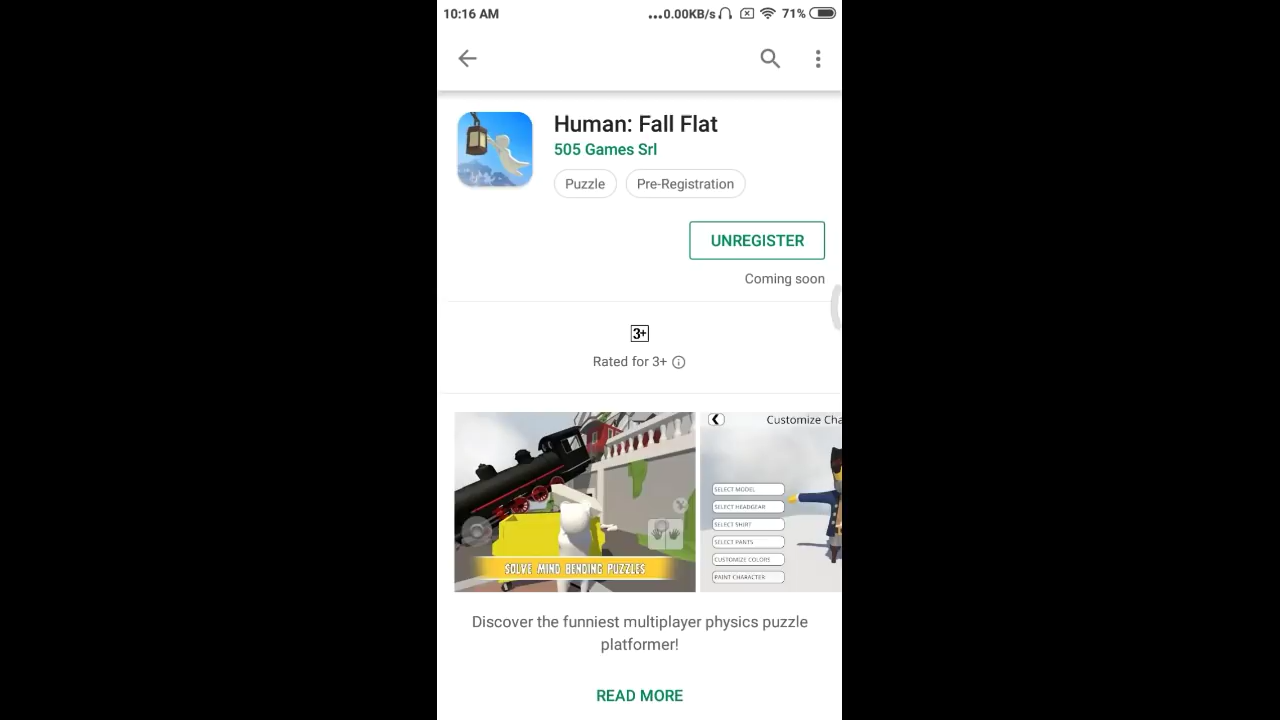 10:16 AM
...0.00KB/s 71%
Human: Fall Flat
505 Games Srl
Puzzle
Pre-Registration
UNREGISTER
Coming soon
3+
Rated for 3+
SOLVE MIND BENDING PUZZLES
Customize Cha
SELECT MODEL
SELECT HEADGEAR
SELECT SHIRT
SELECT PANTS
CUSTOMIZE COLORS
PAINT CHARACTER
Discover the funniest multiplayer physics puzzle
platformer!
READ MORE